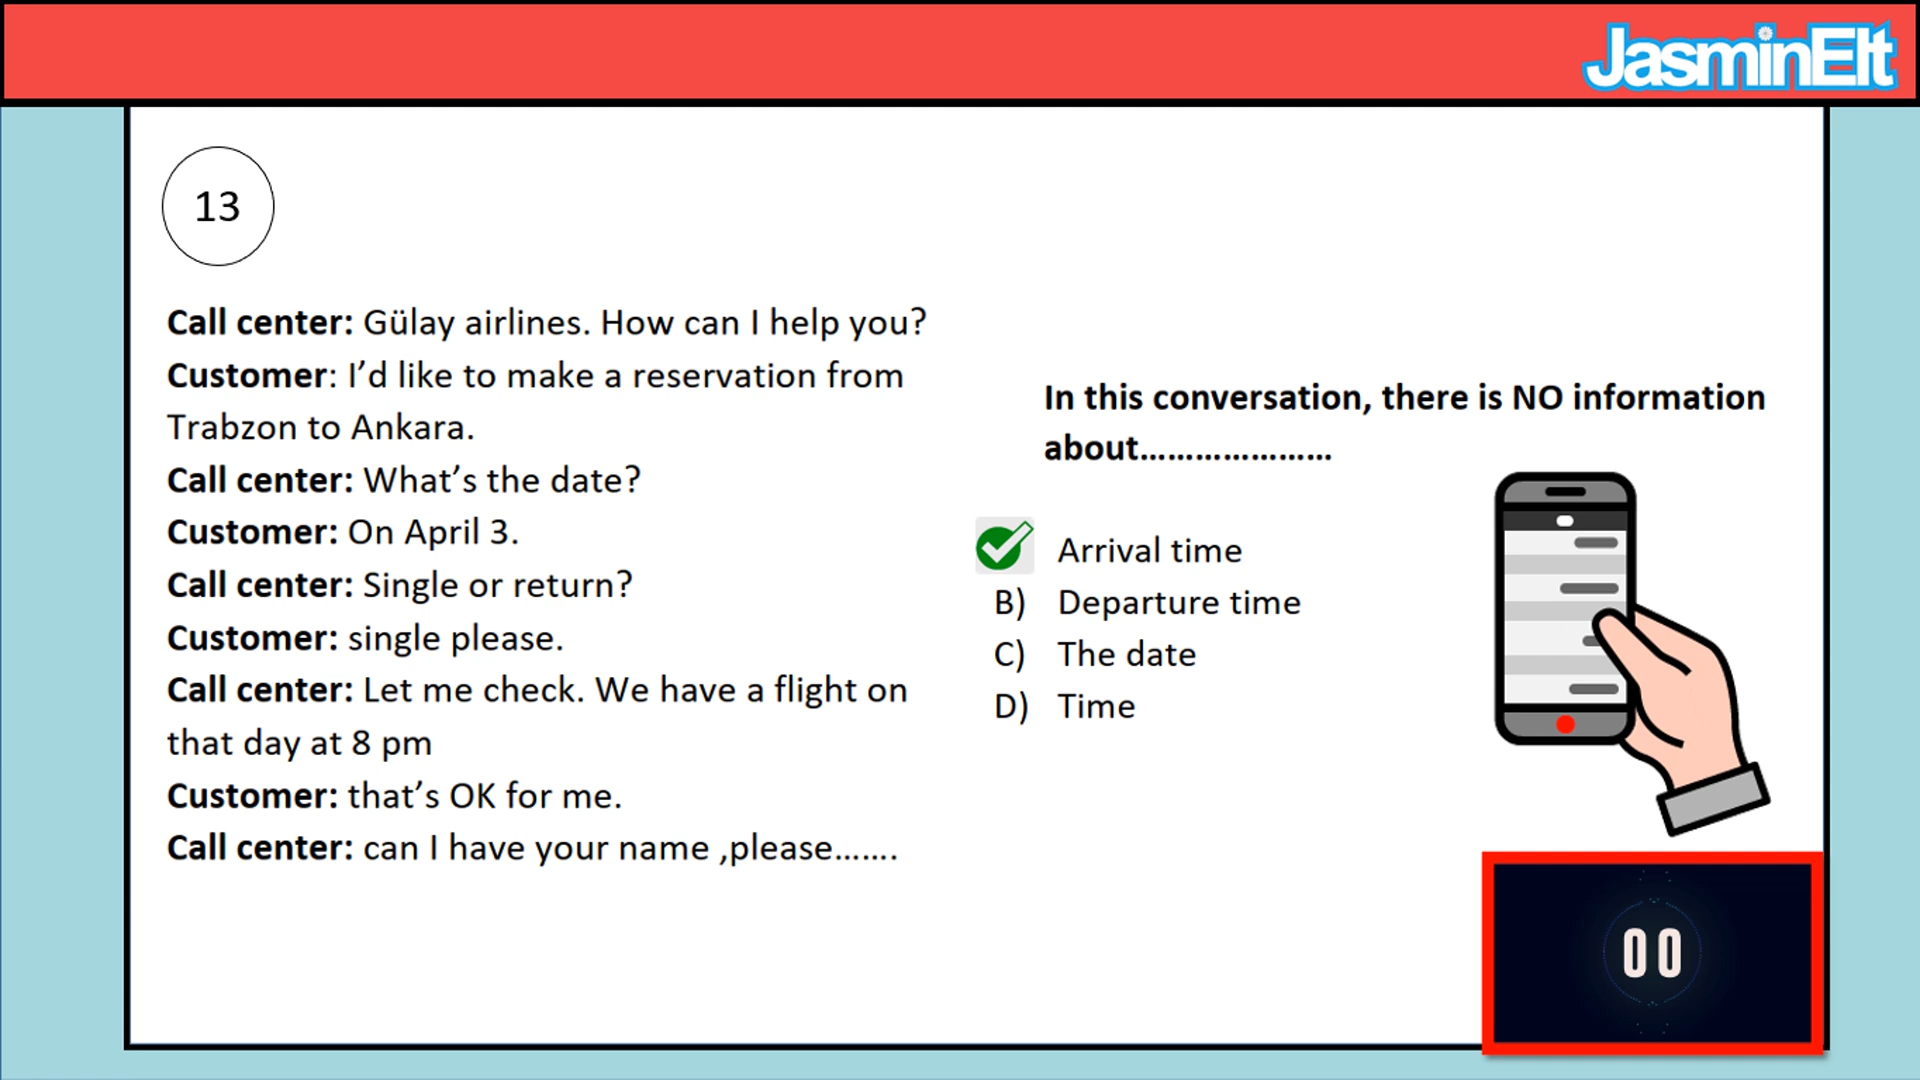 JasminElt
13
Call center: Gülay airlines. How can I help you?
Customer: I’d like to make a reservation from
Trabzon to Ankara.
Call center: What’s the date?
Customer: On April 3.
Call center: Single or return?
Customer: single please.
Call center: Let me check. We have a flight on
that day at 8 pm
Customer: that’s OK for me.
Call center: can I have your name ,please.......
In this conversation, there is NO information
about.....................
Arrival time
B) Departure time
C) The date
D) Time
00